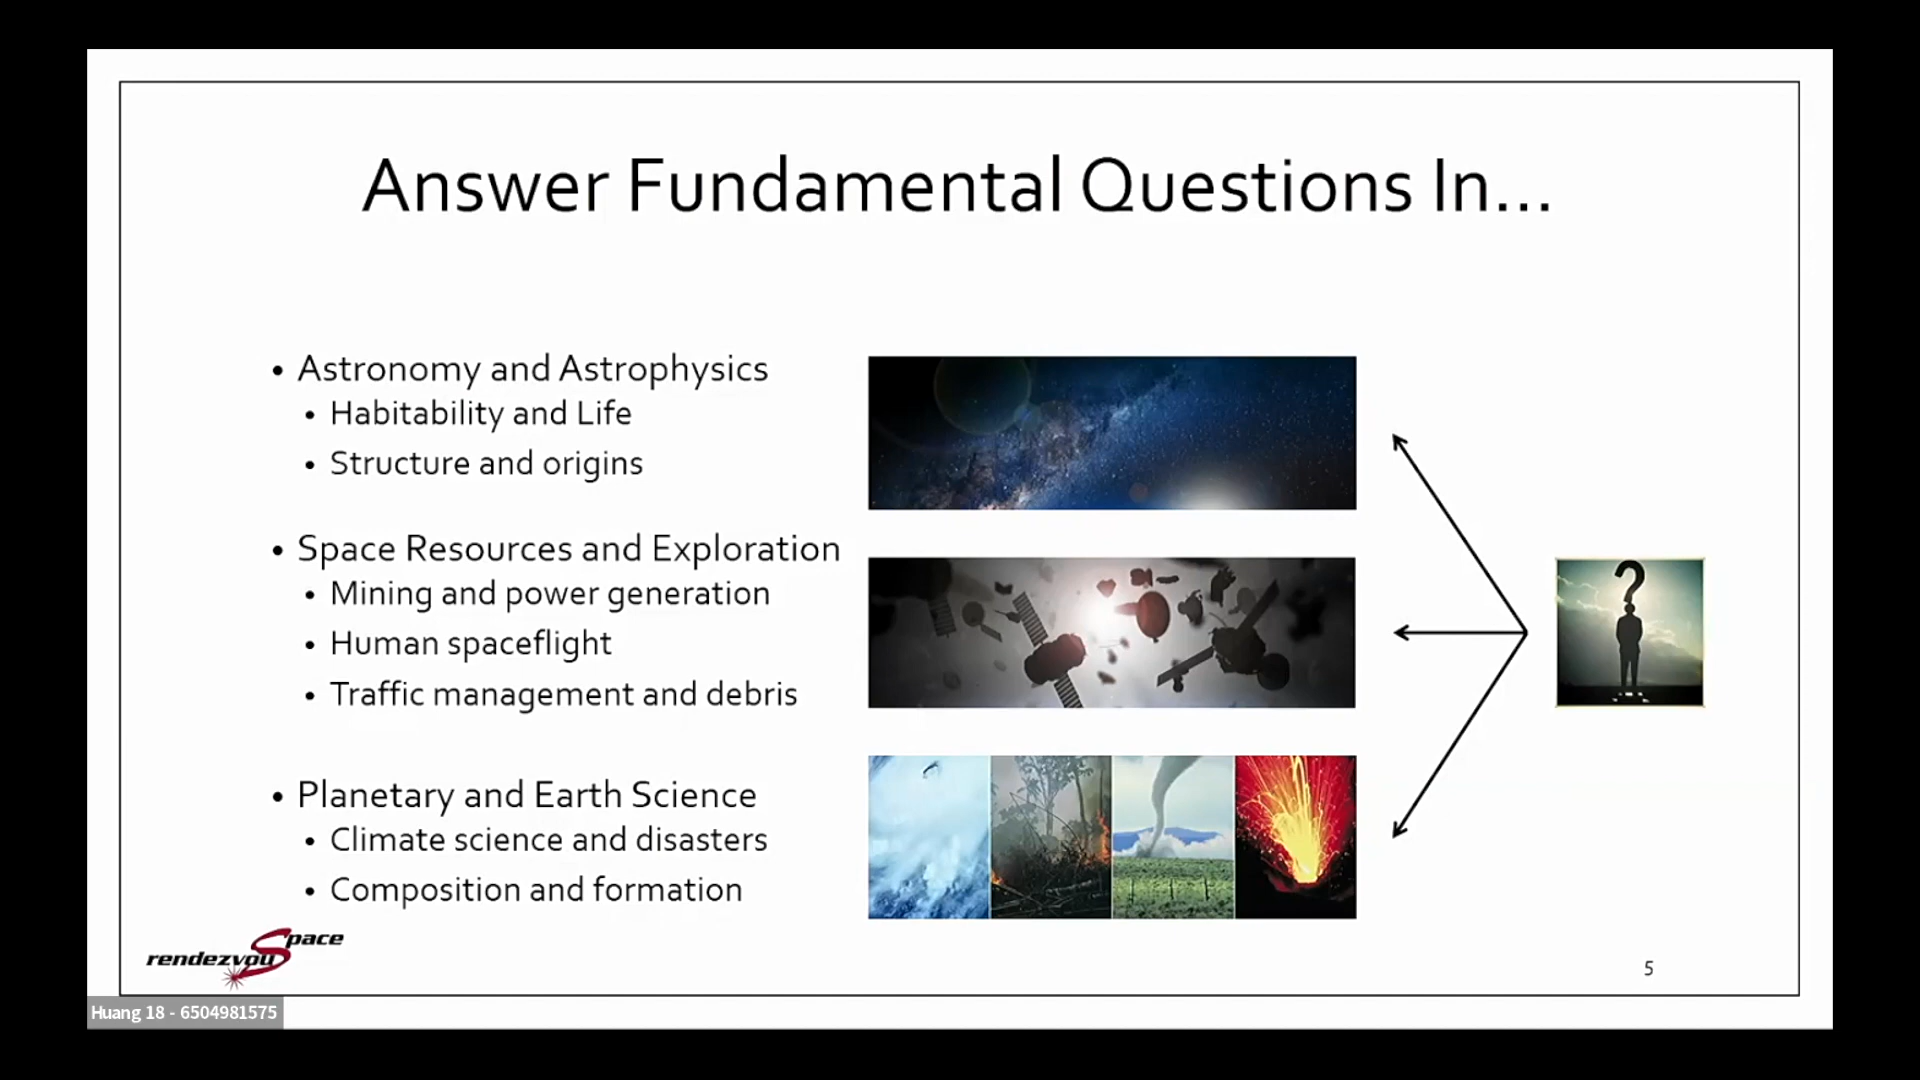 Answer Fundamental Questions In...
• Astronomy and Astrophysics
• Habitability and Life
• Structure and origins
• Space Resources and Exploration
• Mining and power generation
• Human spaceflight
• Traffic management and debris
• Planetary and Earth Science
• Climate science and disasters
• Composition and formation
?
rendezvouSpace
5
Huang 18 - 6504981575